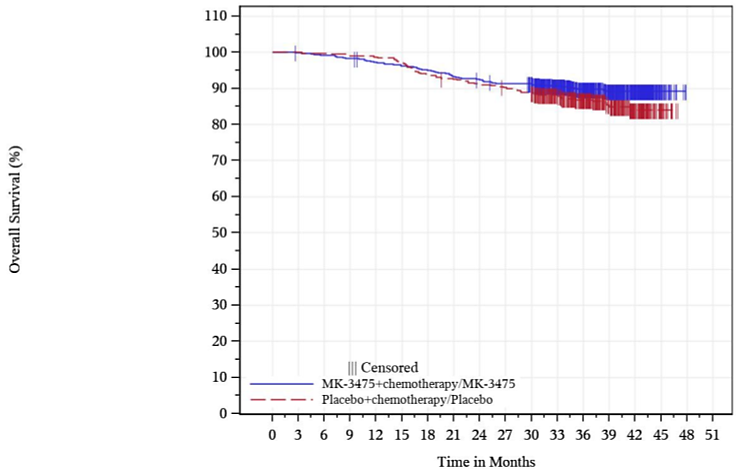 110
100
90
80
70
60
50
40
30
20
10
0
Overall Survival (%)
Censored
MK-3475+chemotherapy/MK-3475
Placebo+chemotherapy/Placebo
0 3 6 9 12 15 18 21 24 27 30 33 36 39 42 45 48 51
Time in Months